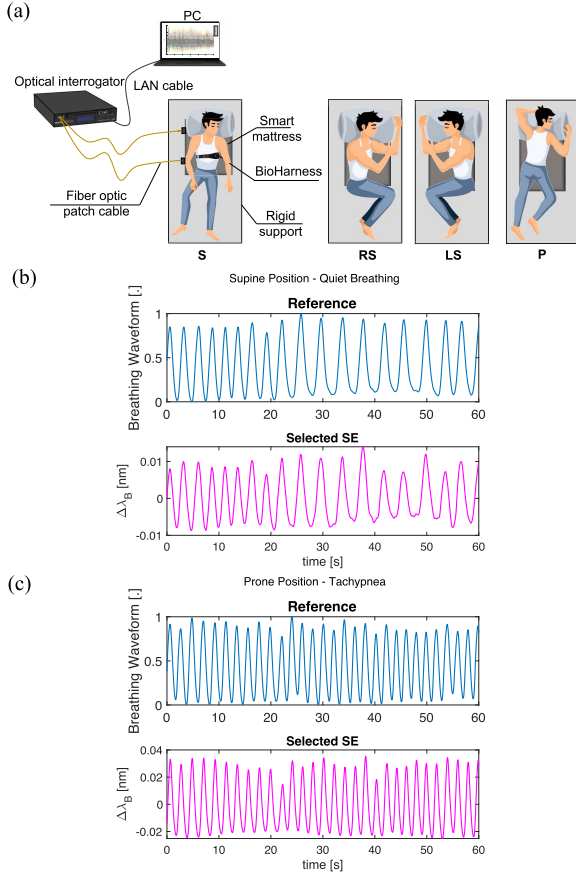 (a)
PC
Optical interrogator
LAN cable
Smart
mattress
BioHarness
Fiber optic
patch cable
Rigid
support
S
RS
LS
P
(b)
Supine Position - Quiet Breathing
Reference
Breathing Waveform [.]
1
0.5
0
0 10 20 30 40 50 60
Selected SE
Δλ_B [nm]
0.01
0
-0.01
0 10 20 30 40 50 60
time [s]
(c)
Prone Position - Tachypnea
Reference
Breathing Waveform [.]
1
0.5
0
0 10 20 30 40 50 60
Selected SE
Δλ_B [nm]
0.04
0.02
0
-0.02
0 10 20 30 40 50 60
time [s]